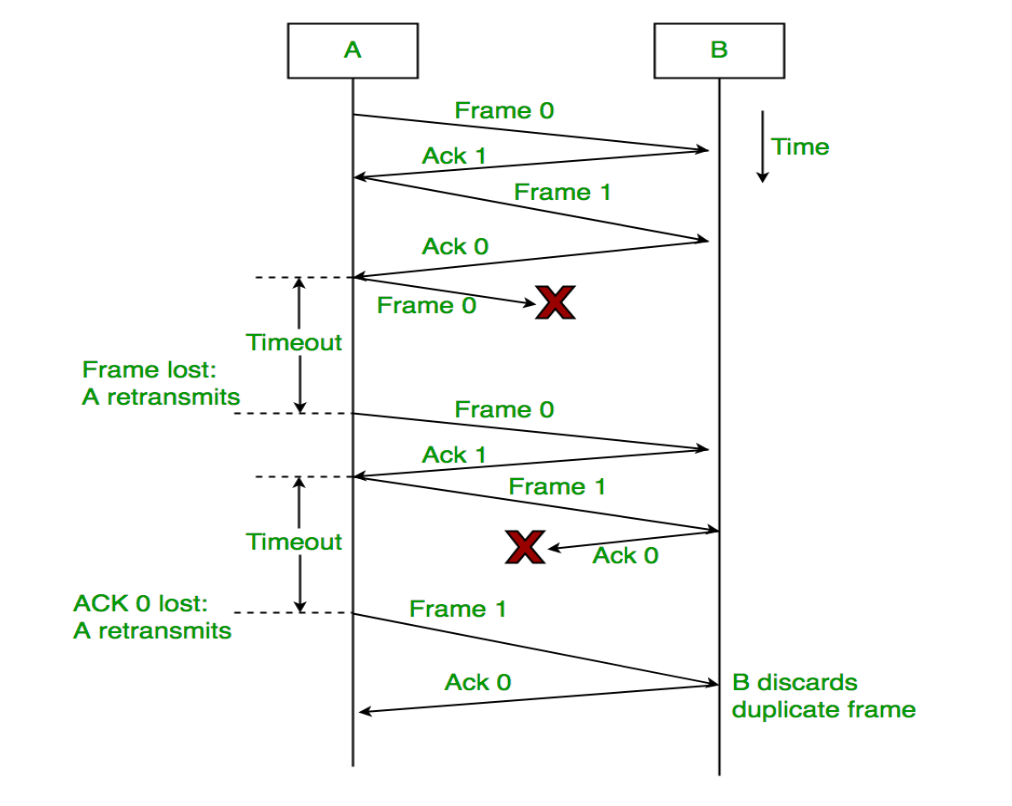 A
B
Frame 0
Time
Ack 1
Frame 1
Ack 0
Frame 0
X
Timeout
Frame lost:
A retransmits
Frame 0
Ack 1
Frame 1
Timeout
X
Ack 0
ACK 0 lost:
A retransmits
Frame 1
Ack 0
B discards
duplicate frame